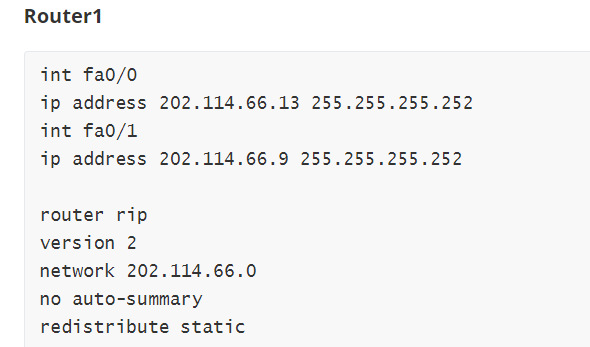 Router1
int fa0/0
ip address 202.114.66.13 255.255.255.252
int fa0/1
ip address 202.114.66.9 255.255.255.252
router rip
version 2
network 202.114.66.0
no auto-summary
redistribute static